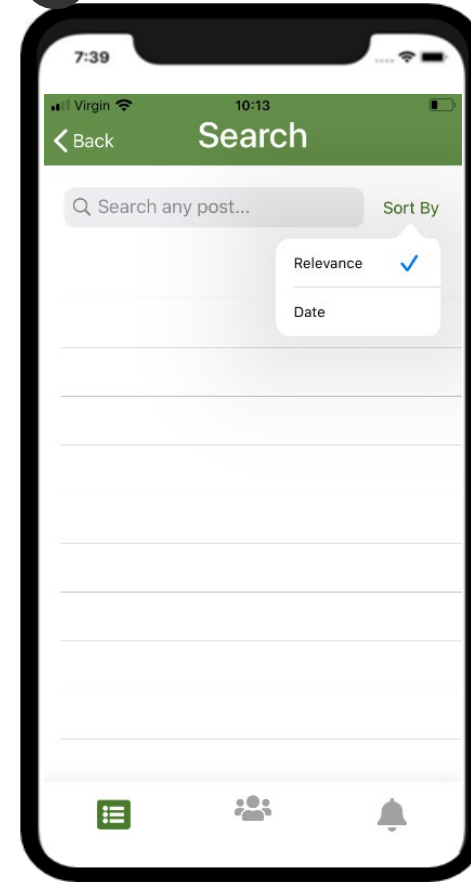 7:39
Virgin 10:13
Back Search
Search any post... Sort By
Relevance
Date